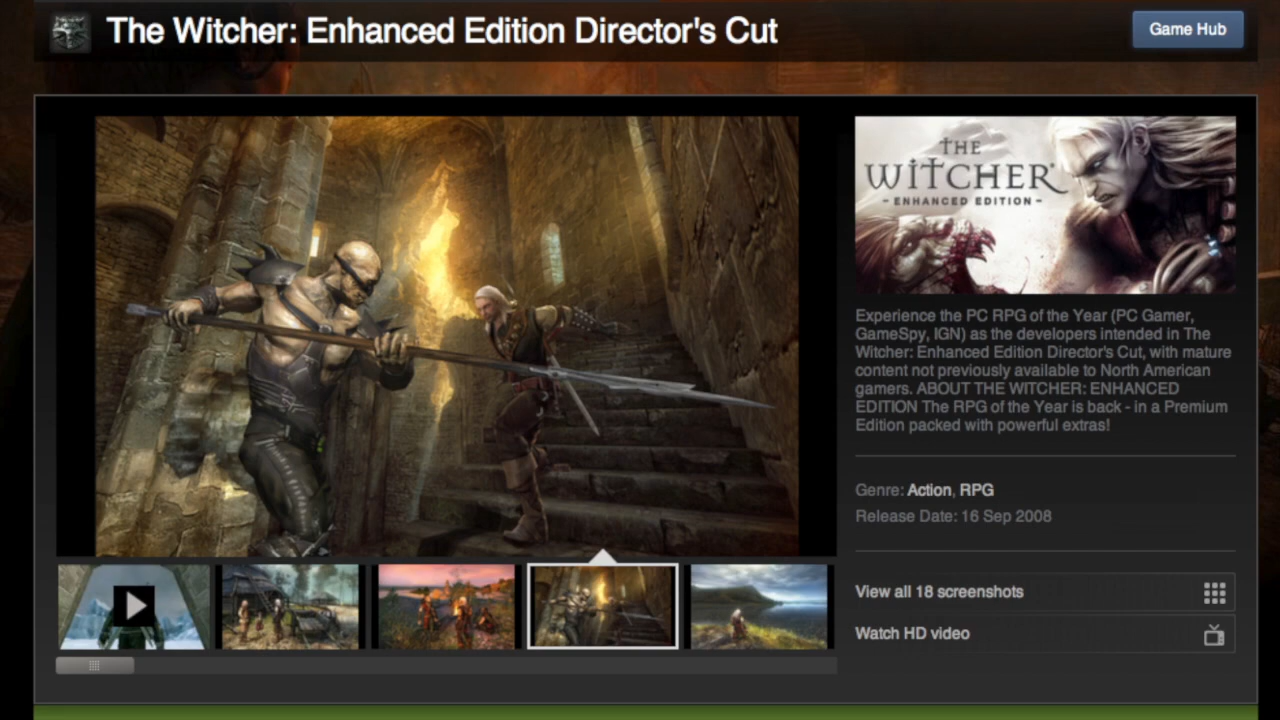 The Witcher: Enhanced Edition Director's Cut
Game Hub
THE
WITCHER®
- ENHANCED EDITION -
Experience the PC RPG of the Year (PC Gamer,
GameSpy, IGN) as the developers intended in The
Witcher: Enhanced Edition Director's Cut, with mature
content not previously available to North American
gamers. ABOUT THE WITCHER: ENHANCED
EDITION The RPG of the Year is back - in a Premium
Edition packed with powerful extras!
Genre: Action, RPG
Release Date: 16 Sep 2008
View all 18 screenshots
Watch HD video